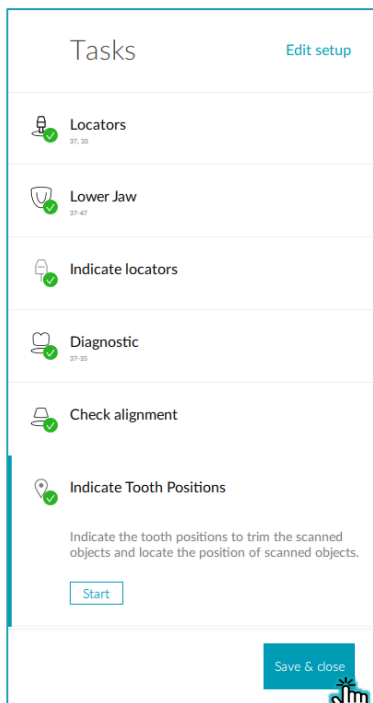 Tasks
Edit setup
Locators
37, 35
Lower Jaw
37-47
Indicate locators
Diagnostic
37-35
Check alignment
Indicate Tooth Positions
Indicate the tooth positions to trim the scanned
objects and locate the position of scanned objects.
Start
Save & close